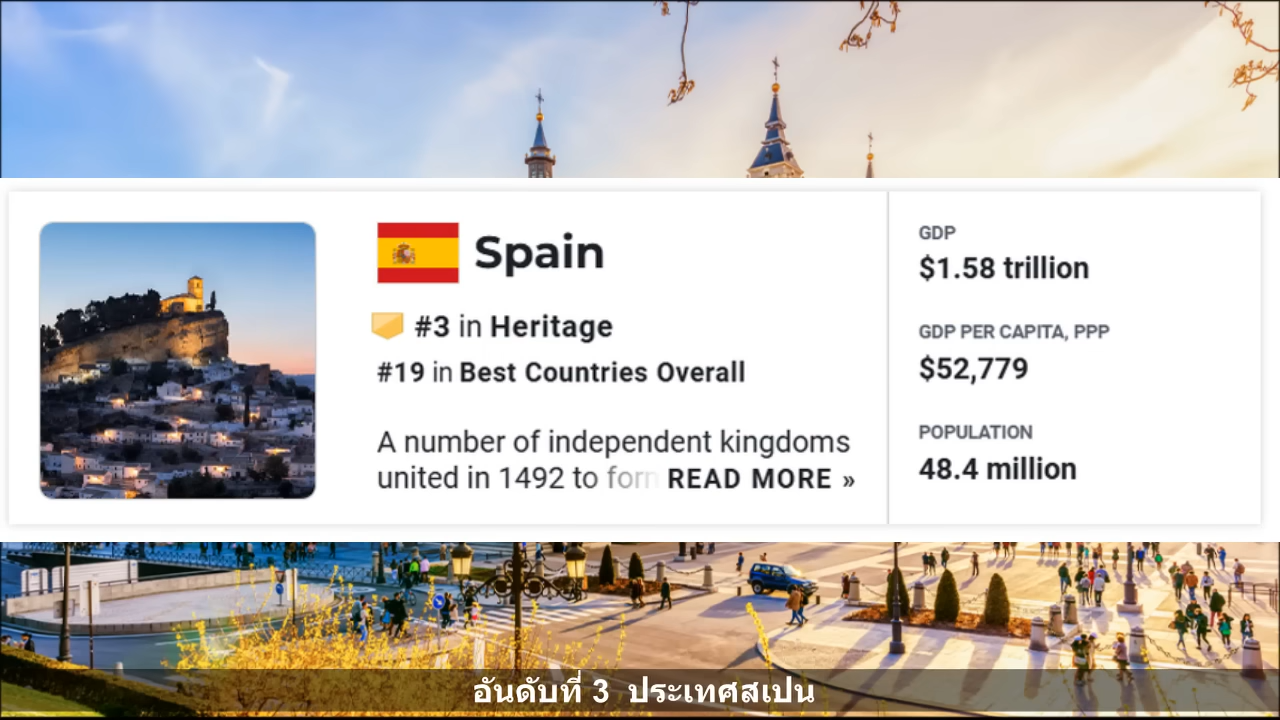 Spain
#3 in Heritage
#19 in Best Countries Overall
A number of independent kingdoms
united in 1492 to form READ MORE »
GDP
$1.58 trillion
GDP PER CAPITA, PPP
$52,779
POPULATION
48.4 million
อันดับที่ 3 ประเทศสเปน